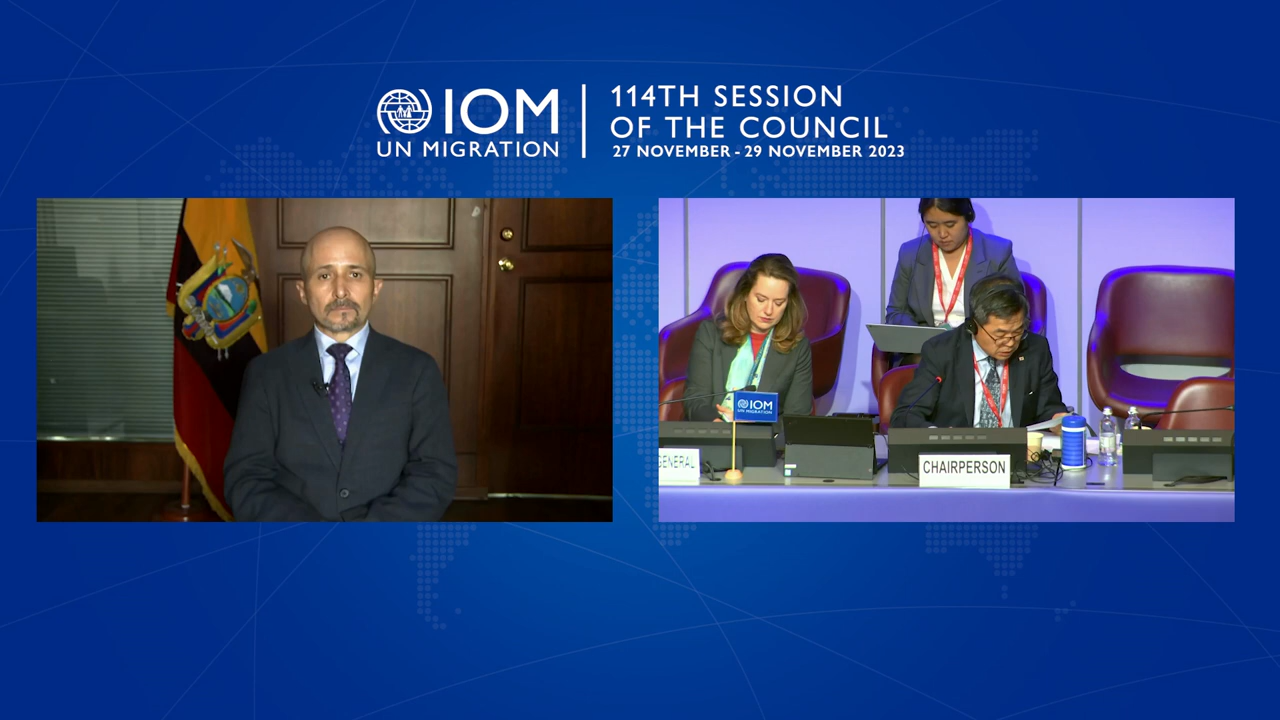 IOM
UN MIGRATION
114TH SESSION
OF THE COUNCIL
27 NOVEMBER - 29 NOVEMBER 2023
IOM
UN MIGRATION
GENERAL
CHAIRPERSON